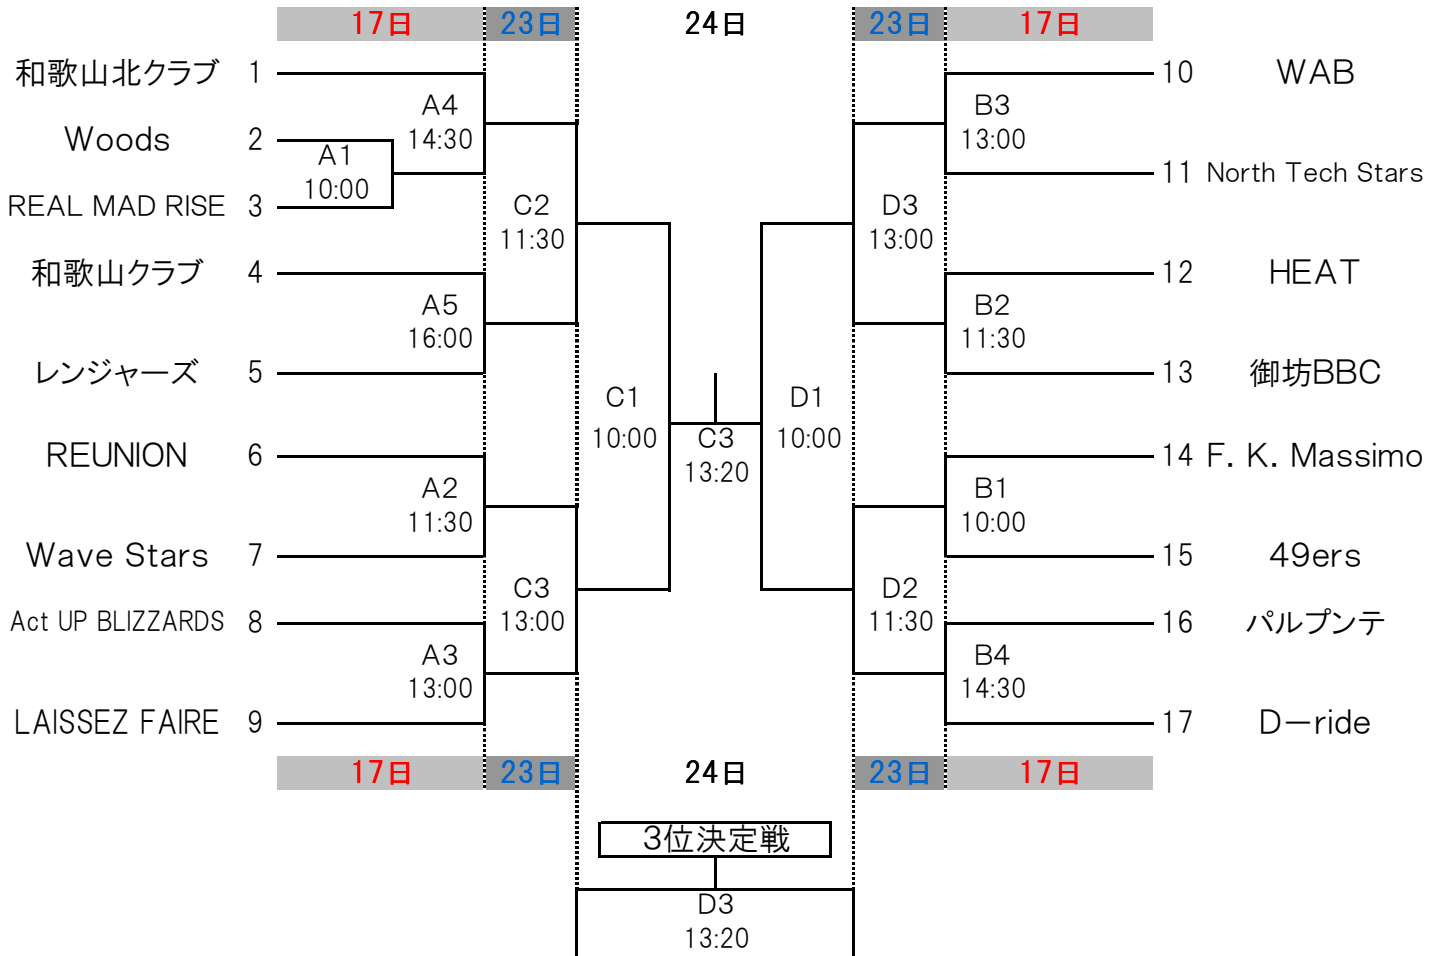 17日 23日 24日 23日 17日
和歌山北クラブ 1
10 WAB
A4
14:30
B3
13:00
Woods 2
A1
10:00
11 North Tech Stars
REAL MAD RISE 3
C2
11:30
D3
13:00
和歌山クラブ 4
12 HEAT
A5
16:00
B2
11:30
レンジャーズ 5
13 御坊BBC
C1
10:00
D1
10:00
C3
13:20
REUNION 6
14 F. K. Massimo
A2
11:30
B1
10:00
Wave Stars 7
15 49ers
C3
13:00
D2
11:30
Act UP BLIZZARDS 8
16 パルプンテ
A3
13:00
B4
14:30
LAISSEZ FAIRE 9
17 D－ride
17日 23日 24日 23日 17日
3位決定戦
D3
13:20